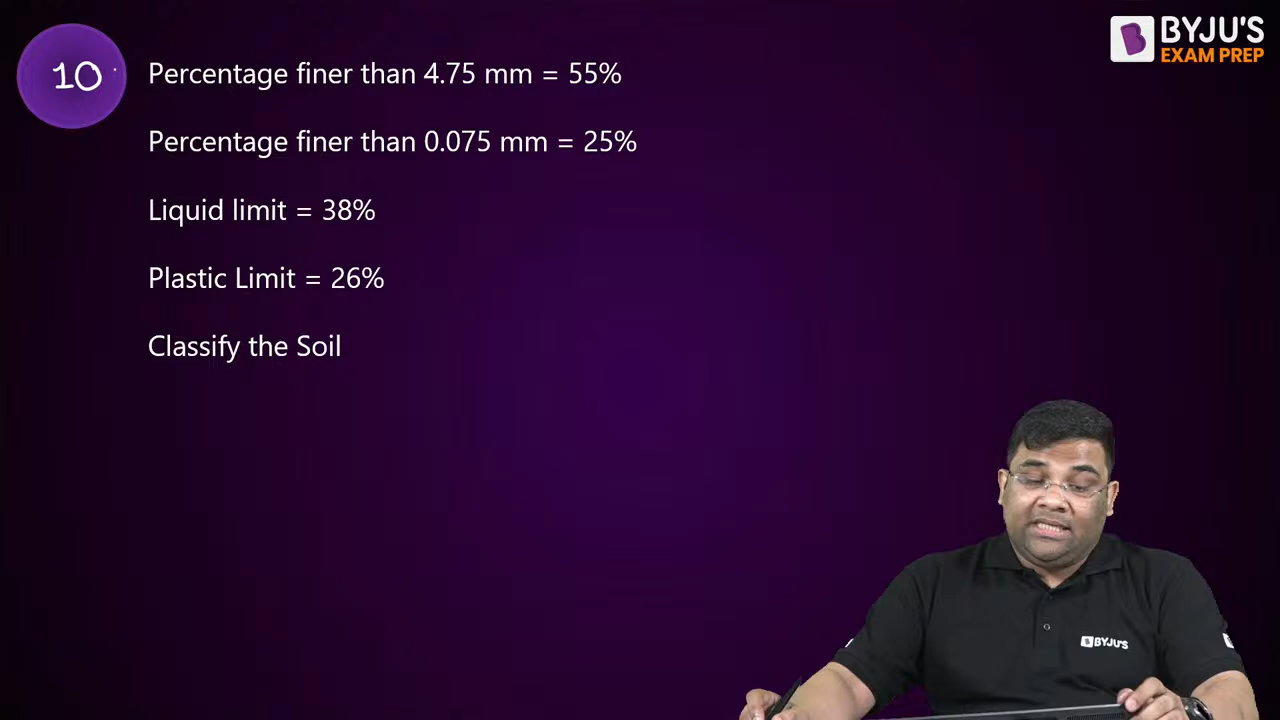 10
Percentage finer than 4.75 mm = 55%
Percentage finer than 0.075 mm = 25%
Liquid limit = 38%
Plastic Limit = 26%
Classify the Soil
BYJU'S
EXAM PREP
BYJU'S